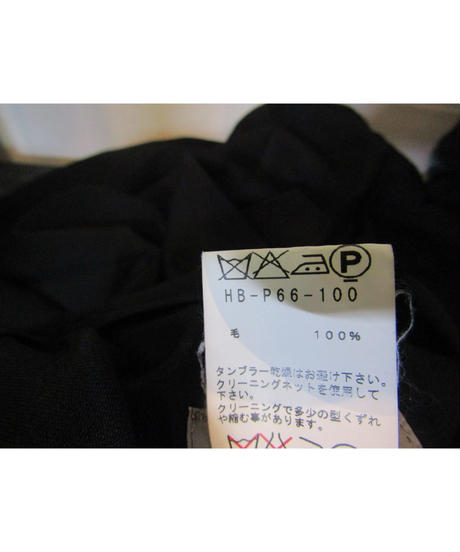 P
HB-P66-100
毛 100%
タンブラー乾燥はお避け下さい。
クリーニングネットを使用して
下さい。
クリーニングで多少の型くずれ
や縮む事があります。